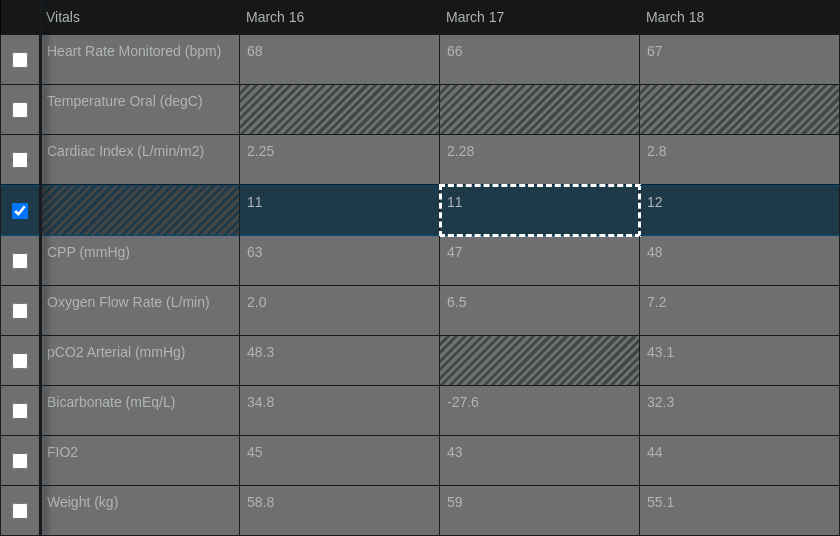 Vitals March 16 March 17 March 18
Heart Rate Monitored (bpm) 68 66 67
Temperature Oral (degC)
Cardiac Index (L/min/m2) 2.25 2.28 2.8
11 11 12
CPP (mmHg) 63 47 48
Oxygen Flow Rate (L/min) 2.0 6.5 7.2
pCO2 Arterial (mmHg) 48.3 43.1
Bicarbonate (mEq/L) 34.8 -27.6 32.3
FIO2 45 43 44
Weight (kg) 58.8 59 55.1